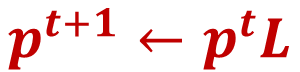 p^{t+1} ← p^t L